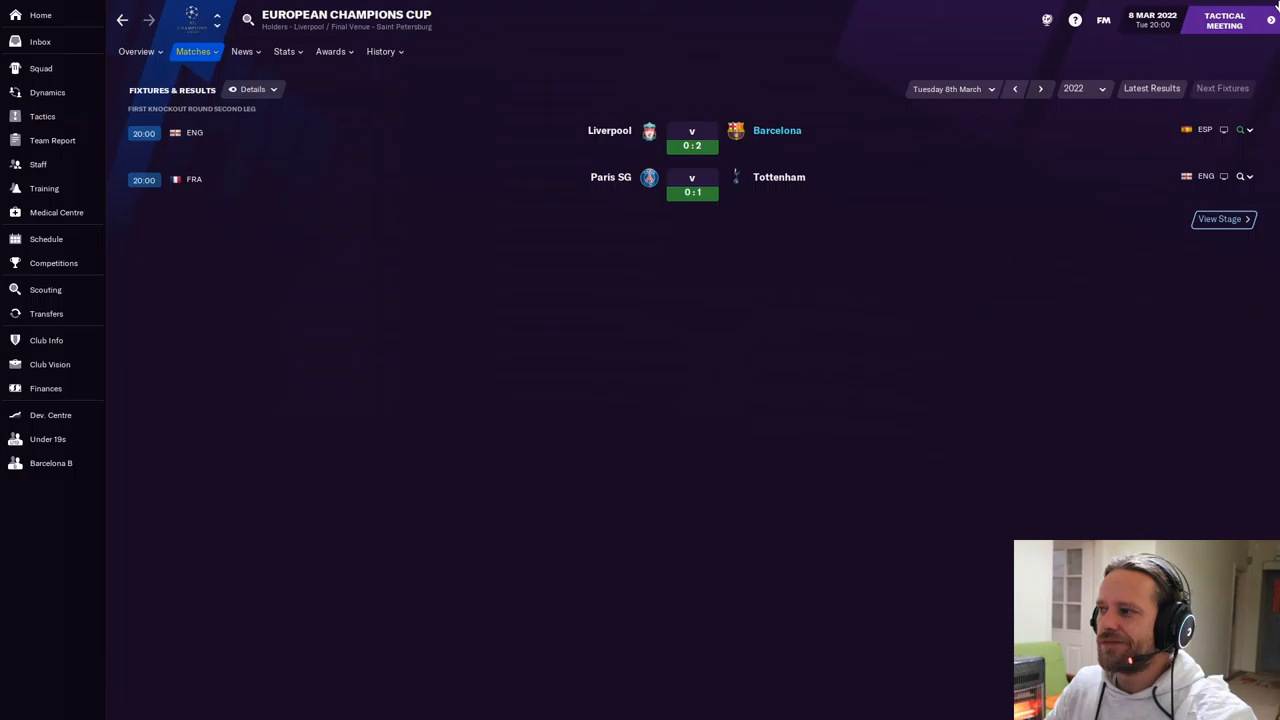 Home
EUROPEAN CHAMPIONS CUP
Holders - Liverpool / Final Venue - Saint Petersburg
FM
8 MAR 2022
Tue 20:00
TACTICAL
MEETING
Inbox
Overview
Matches
News
Stats
Awards
History
Squad
Dynamics
Tactics
Team Report
Staff
Training
Medical Centre
Schedule
Competitions
Scouting
Transfers
Club Info
Club Vision
Finances
Dev. Centre
Under 19s
Barcelona B
FIXTURES & RESULTS
Details
Tuesday 8th March
2022
Latest Results
Next Fixtures
FIRST KNOCKOUT ROUND SECOND LEG
20:00 ENG Liverpool v Barcelona ESP
0 : 2
20:00 FRA Paris SG v Tottenham ENG
0 : 1
View Stage